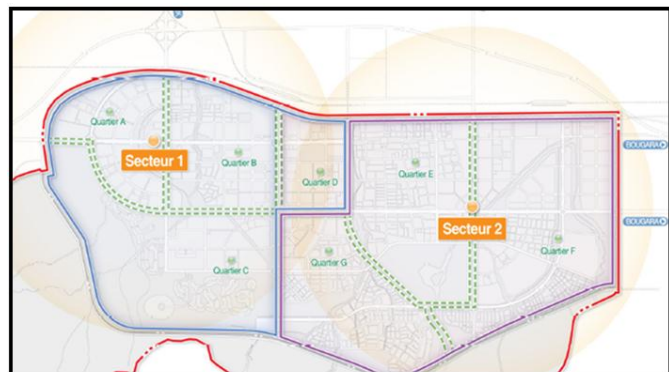 Quartier A
Secteur 1
Quartier B
Quartier D
Quartier E
BOUGARA
Secteur 2
BOUGARA
Quartier C
Quartier G
Quartier F